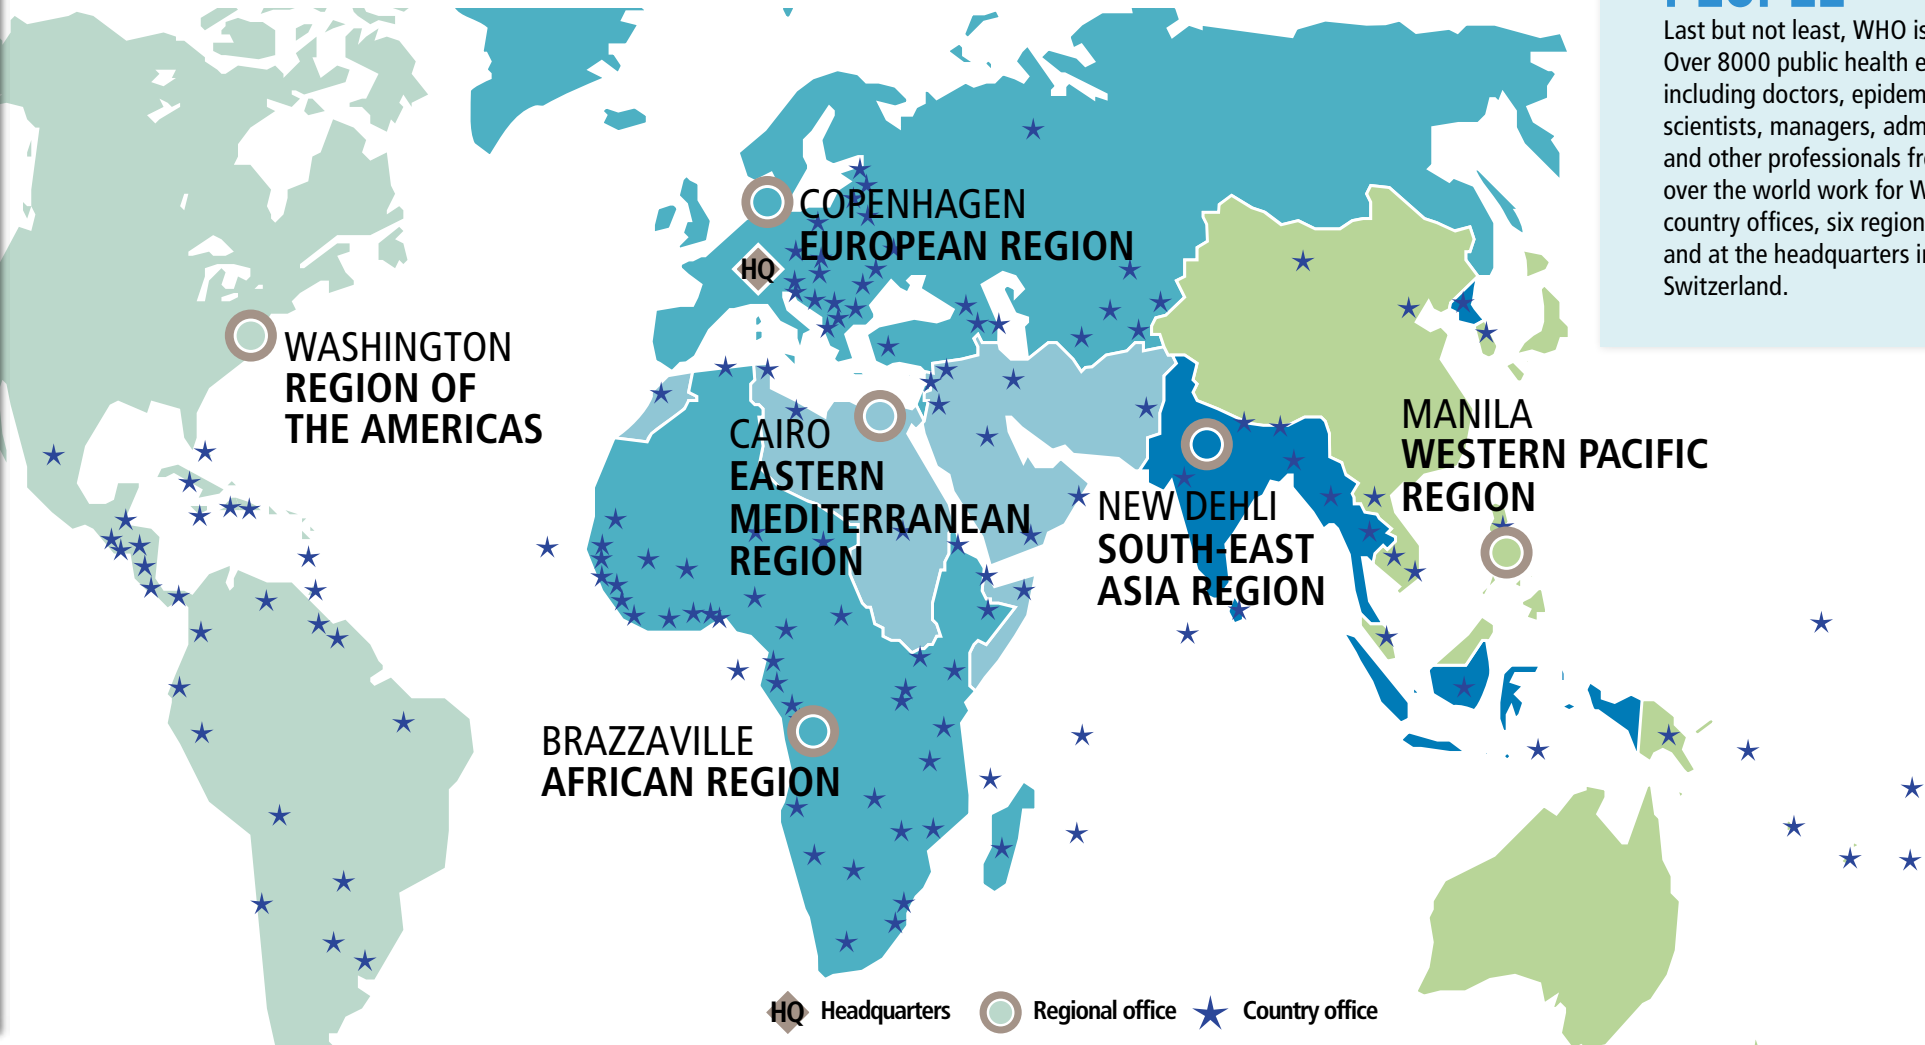 Last but not least, WHO is
Over 8000 public health e
including doctors, epidem
scientists, managers, adm
and other professionals fr
over the world work for W
country offices, six region
and at the headquarters in
Switzerland.
COPENHAGEN
EUROPEAN REGION
HQ
WASHINGTON
REGION OF
THE AMERICAS
CAIRO
EASTERN
MEDITERRANEAN
REGION
NEW DEHLI
SOUTH-EAST
ASIA REGION
MANILA
WESTERN PACIFIC
REGION
BRAZZAVILLE
AFRICAN REGION
HQ Headquarters Regional office Country office